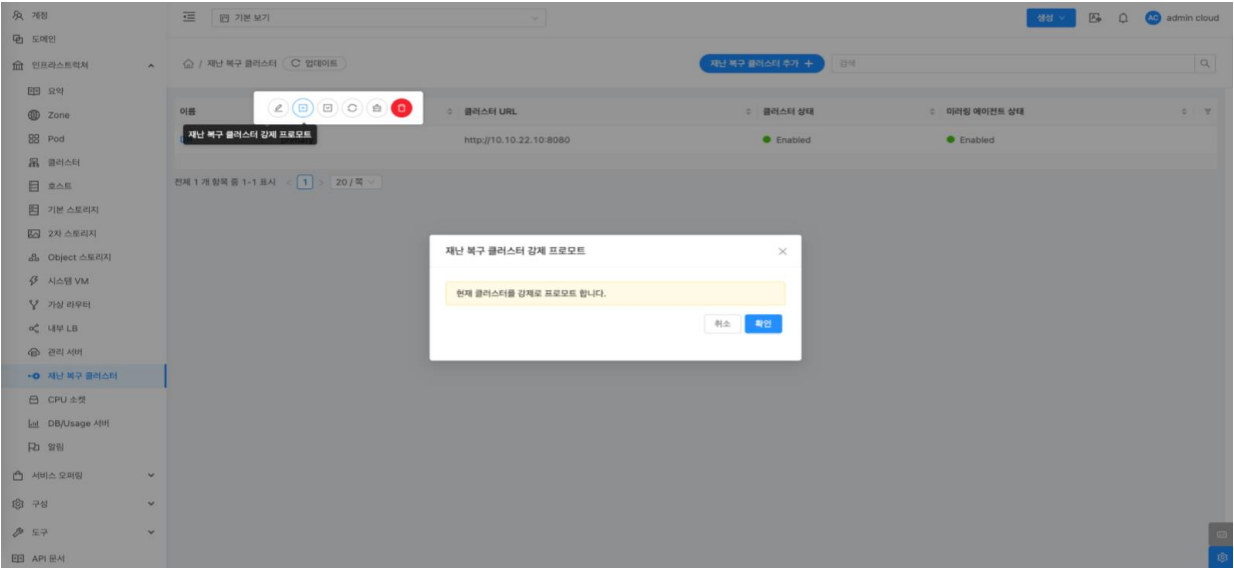 계정
기본 보기
생성
AC admin cloud
도메인
인프라스트럭쳐
/ 재난 복구 클러스터 업데이트
재난 복구 클러스터 추가 +
검색
요약
Zone
이름
클러스터 URL
클러스터 상태
미러링 에이전트 상태
재난 복구 클러스터 강제 프로모트
http://10.10.22.10:8080
Enabled
Enabled
Pod
클러스터
전체 1 개 항목 중 1-1 표시 < 1 > 20 / 쪽
호스트
기본 스토리지
2차 스토리지
Object 스토리지
시스템 VM
가상 라우터
내부 LB
관리 서버
재난 복구 클러스터
CPU 소켓
DB/Usage 서버
알림
서비스 오퍼링
구성
도구
API 문서
재난 복구 클러스터 강제 프로모트
현재 클러스터를 강제로 프로모트 합니다.
취소
확인